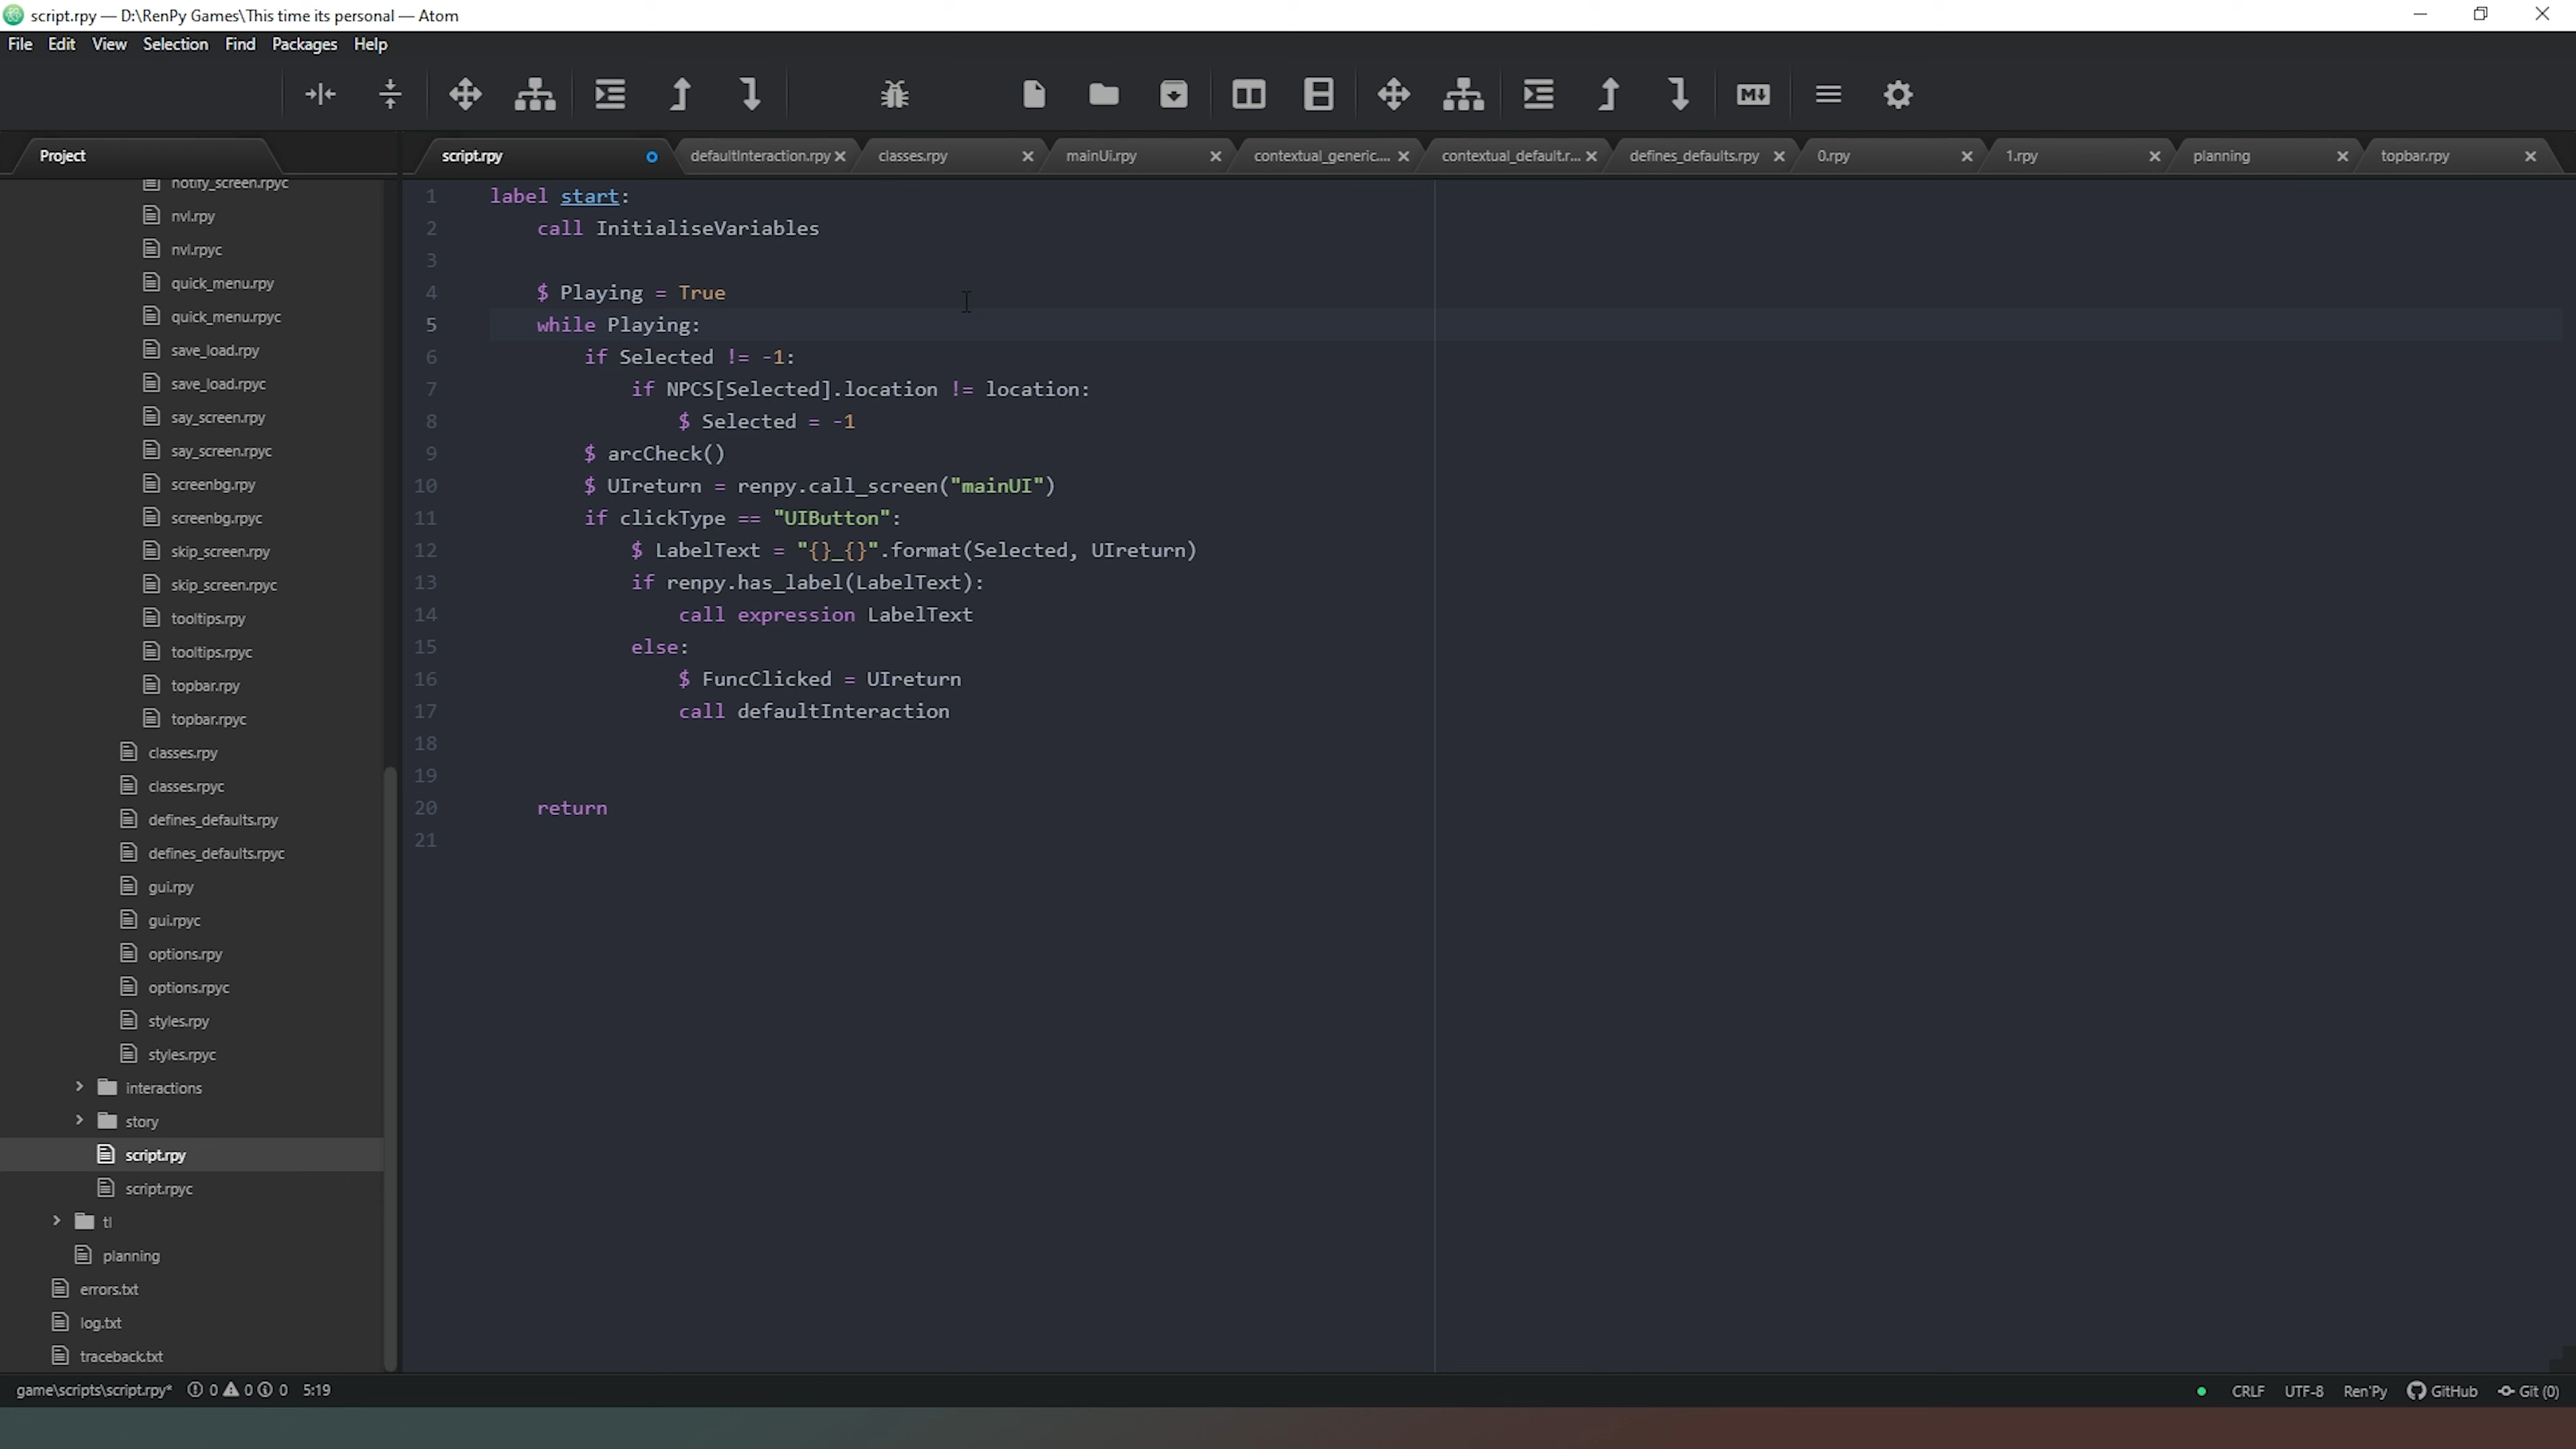 script.rpy — D:\RenPy Games\This time its personal — Atom
File Edit View Selection Find Packages Help
Project
script.rpy
defaultInteraction.rpy
classes.rpy
mainUi.rpy
contextual_generic....
contextual_default.r...
defines_defaults.rpy
0.rpy
1.rpy
planning
topbar.rpy
notify_screen.rpyc
nvl.rpy
nvl.rpyc
quick_menu.rpy
quick_menu.rpyc
save_load.rpy
save_load.rpyc
say_screen.rpy
say_screen.rpyc
screenbg.rpy
screenbg.rpyc
skip_screen.rpy
skip_screen.rpyc
tooltips.rpy
tooltips.rpyc
topbar.rpy
topbar.rpyc
classes.rpy
classes.rpyc
defines_defaults.rpy
defines_defaults.rpyc
gui.rpy
gui.rpyc
options.rpy
options.rpyc
styles.rpy
styles.rpyc
interactions
story
script.rpy
script.rpyc
tl
planning
errors.txt
log.txt
traceback.txt
1 label start:
2     call InitialiseVariables
3
4     $ Playing = True
5     while Playing:
6         if Selected != -1:
7             if NPCS[Selected].location != location:
8                 $ Selected = -1
9         $ arcCheck()
10         $ UIreturn = renpy.call_screen("mainUI")
11         if clickType == "UIButton":
12             $ LabelText = "{}_{}".format(Selected, UIreturn)
13             if renpy.has_label(LabelText):
14                 call expression LabelText
15             else:
16                 $ FuncClicked = UIreturn
17                 call defaultInteraction
18
19
20     return
21
game\scripts\script.rpy* 0 0 0 5:19
CRLF UTF-8 Ren'Py GitHub Git (0)
M↓